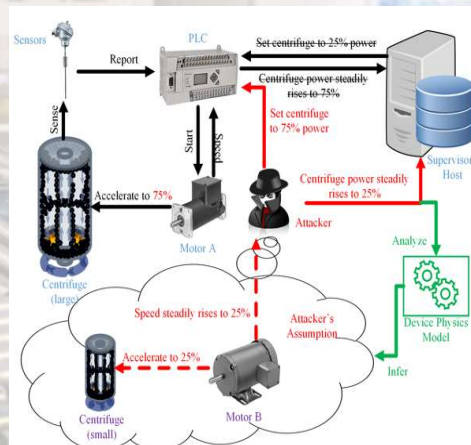 Sensors
PLC
Report
Set centrifuge to 25% power
Centrifuge power steadily
rises to 75%
Sense
Start
Speed
Set centrifuge
to 75% power
Supervisor
Host
Accelerate to 75%
Centrifuge power steadily
rises to 25%
Motor A
Attacker
Analyze
Centrifuge
(large)
Speed steadily rises to 25%
Attacker's
Assumption
Device Physics
Model
Accelerate to 25%
Infer
Centrifuge
(small)
Motor B